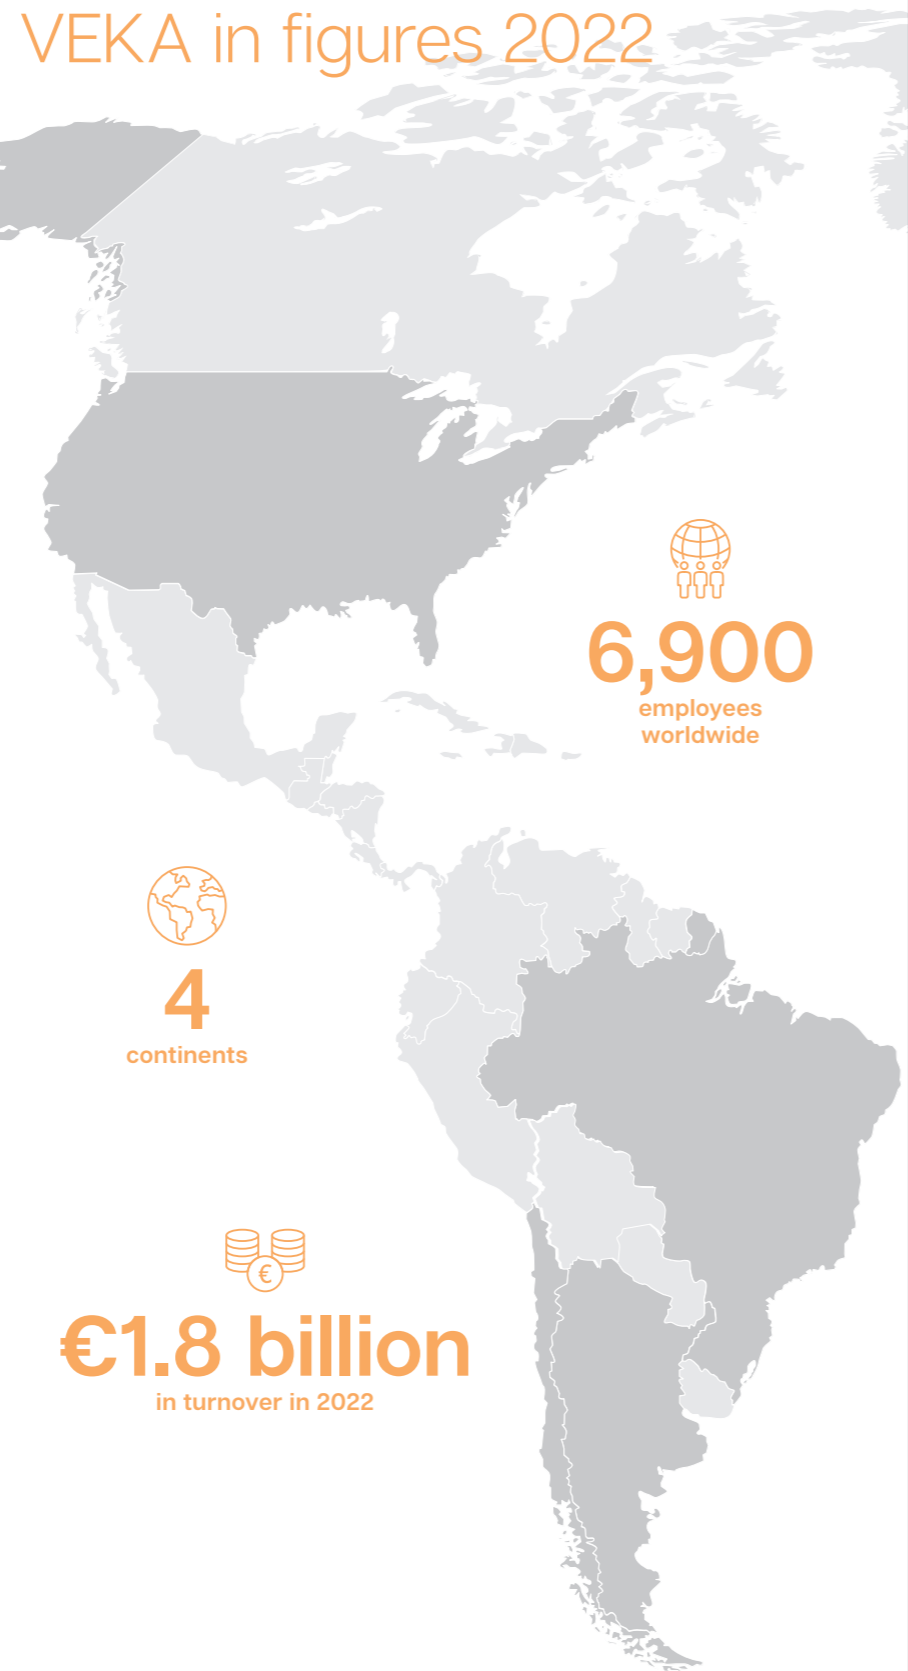 VEKA in figures 2022
6,900
employees
worldwide
4
continents
€
€1.8 billion
in turnover in 2022